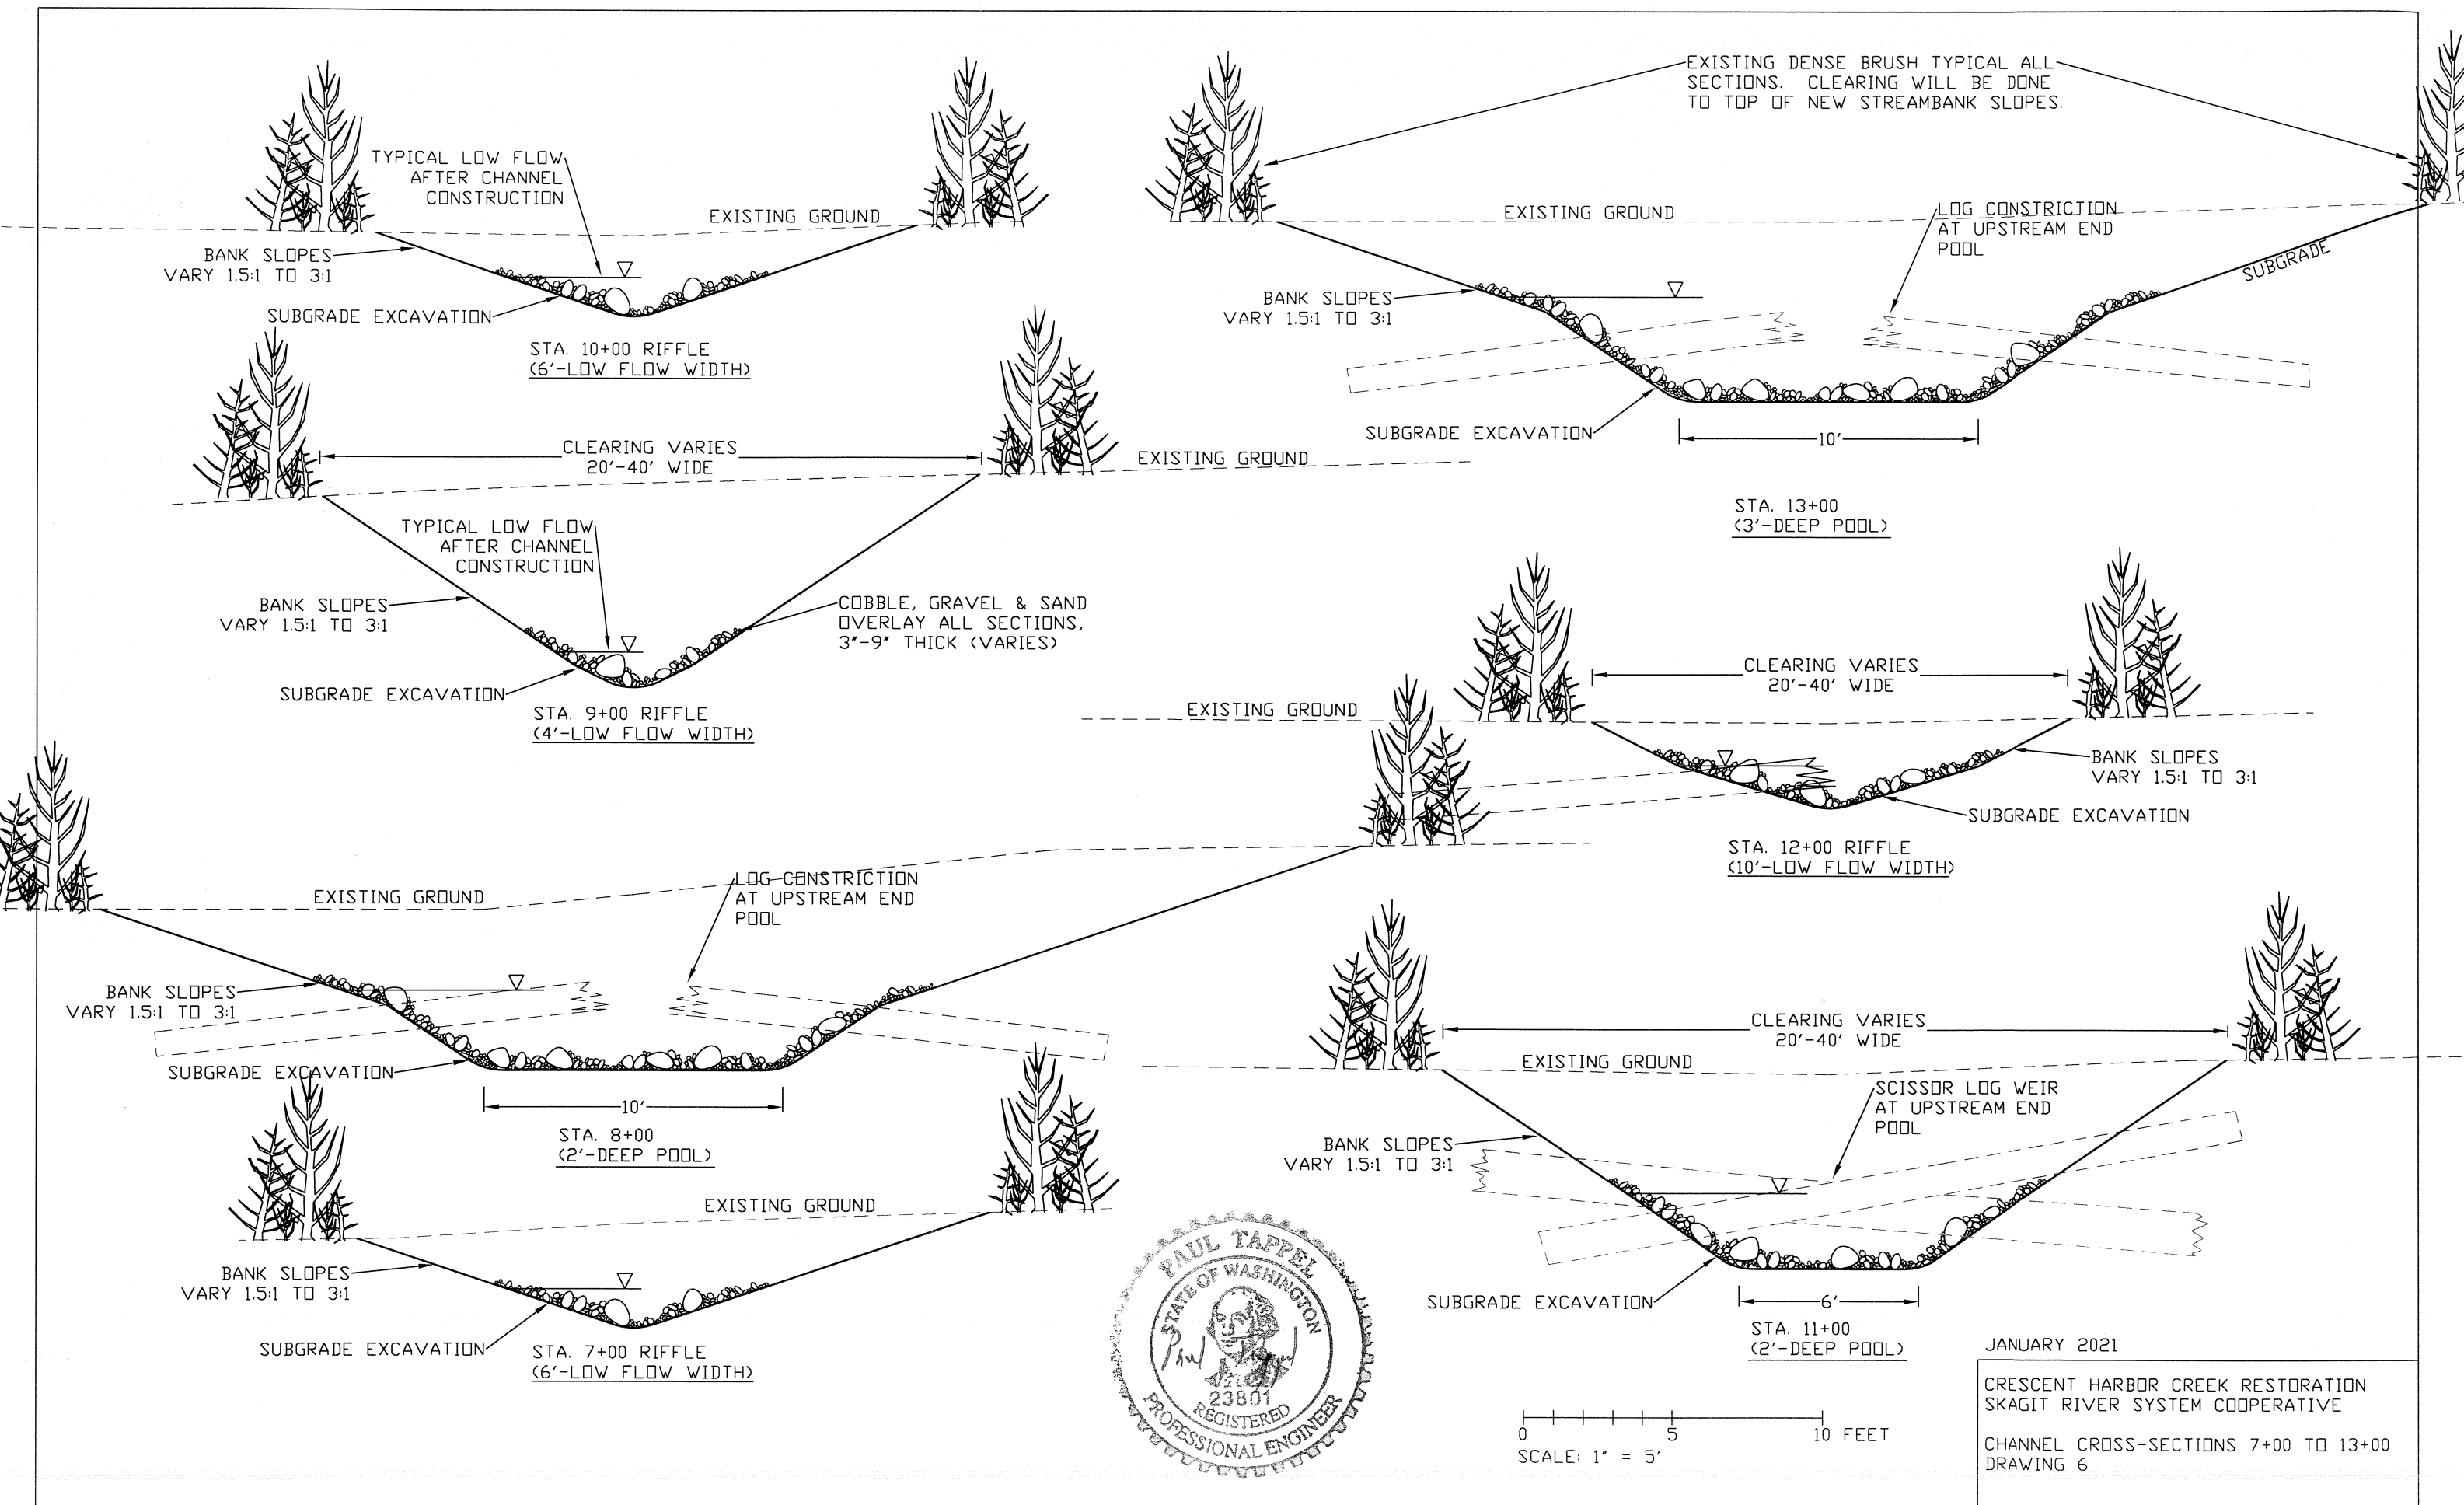 TYPICAL LOW FLOW
AFTER CHANNEL
CONSTRUCTION
EXISTING GROUND
BANK SLOPES
VARY 1.5:1 TO 3:1
SUBGRADE EXCAVATION
STA. 10+00 RIFFLE
(6'-LOW FLOW WIDTH)
EXISTING DENSE BRUSH TYPICAL ALL
SECTIONS. CLEARING WILL BE DONE
TO TOP OF NEW STREAMBANK SLOPES.
EXISTING GROUND
LOG CONSTRICTION
AT UPSTREAM END
POOL
SUBGRADE
BANK SLOPES
VARY 1.5:1 TO 3:1
SUBGRADE EXCAVATION
10'
STA. 13+00
(3'-DEEP POOL)
CLEARING VARIES
20'-40' WIDE
EXISTING GROUND
TYPICAL LOW FLOW
AFTER CHANNEL
CONSTRUCTION
BANK SLOPES
VARY 1.5:1 TO 3:1
COBBLE, GRAVEL & SAND
OVERLAY ALL SECTIONS,
3"-9" THICK (VARIES)
SUBGRADE EXCAVATION
STA. 9+00 RIFFLE
(4'-LOW FLOW WIDTH)
CLEARING VARIES
20'-40' WIDE
EXISTING GROUND
BANK SLOPES
VARY 1.5:1 TO 3:1
SUBGRADE EXCAVATION
STA. 12+00 RIFFLE
(10'-LOW FLOW WIDTH)
EXISTING GROUND
LOG CONSTRICTION
AT UPSTREAM END
POOL
BANK SLOPES
VARY 1.5:1 TO 3:1
SUBGRADE EXCAVATION
10'
STA. 8+00
(2'-DEEP POOL)
CLEARING VARIES
20'-40' WIDE
EXISTING GROUND
SCISSOR LOG WEIR
AT UPSTREAM END
POOL
BANK SLOPES
VARY 1.5:1 TO 3:1
SUBGRADE EXCAVATION
6'
STA. 11+00
(2'-DEEP POOL)
EXISTING GROUND
BANK SLOPES
VARY 1.5:1 TO 3:1
SUBGRADE EXCAVATION
STA. 7+00 RIFFLE
(6'-LOW FLOW WIDTH)
PAUL TAPPEL
STATE OF WASHINGTON
23801
REGISTERED
PROFESSIONAL ENGINEER
0 5 10 FEET
SCALE: 1" = 5'
JANUARY 2021
CRESCENT HARBOR CREEK RESTORATION
SKAGIT RIVER SYSTEM COOPERATIVE
CHANNEL CROSS-SECTIONS 7+00 TO 13+00
DRAWING 6